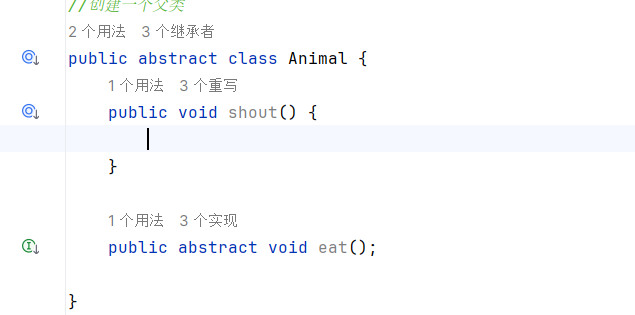 //创建一个父类
2 个用法 3 个继承者
public abstract class Animal {
1 个用法 3 个重写
public void shout() {
}
1 个用法 3 个实现
public abstract void eat();
}